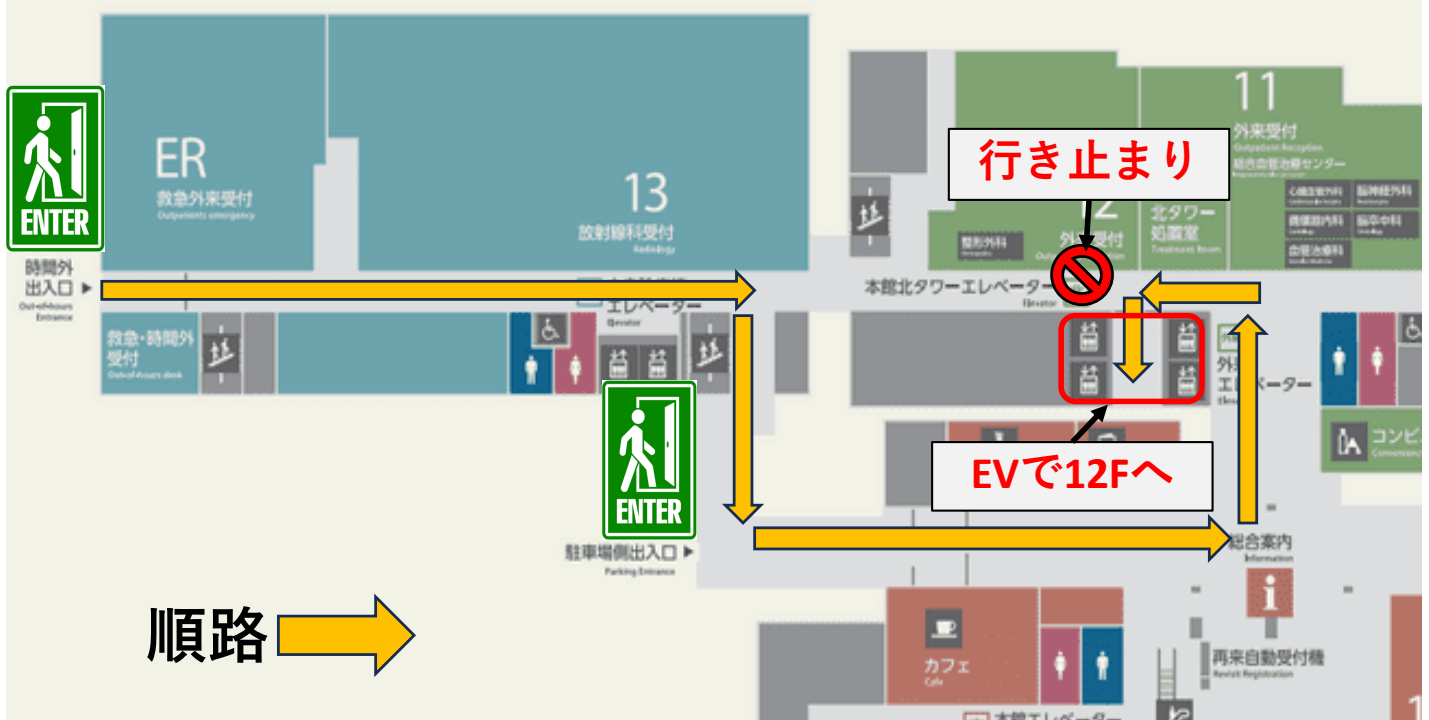 ENTER
時間外
出入口
Out-of-hours
Entrance
ER
救急外来受付
Outpatients emergency
13
放射線科受付
Radiology
救急・時間外
受付
Out-of-hours desk
エレベーター
Elevator
ENTER
駐車場側出入口
Parking Entrance
行き止まり
11
外来受付
Outpatient Reception
総合血管治療センター
心臓血管外科
脳神経外科
循環器内科
脳卒中科
血管治療科
12
外来受付
北タワー
処置室
Treatment Room
整形外科
本館北タワーエレベーター
Elevator
エレベーター
EVで12Fへ
コンビ
総合案内
Information
i
再来自動受付機
Revisit Registration
カフェ
Cafe
本館エレベーター
順路